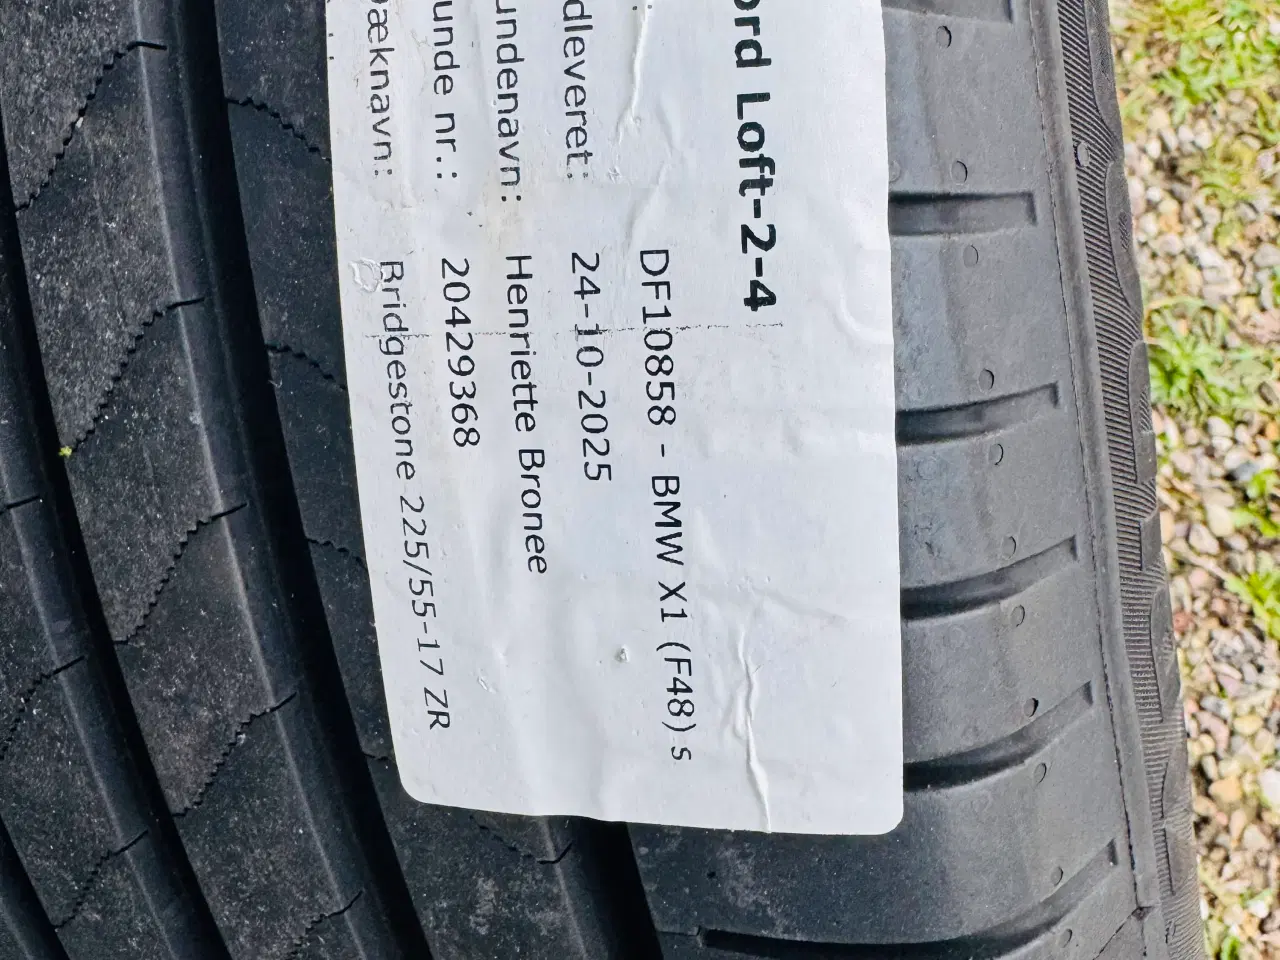 ord Loft-2-4
: DF10858 - BMW X1 (F48) s
dleveret: 24-10-2025
undenavn: Henriette Bronee
unde nr.: 20429368
Dæknavn: Bridgestone 225/55-17 ZR